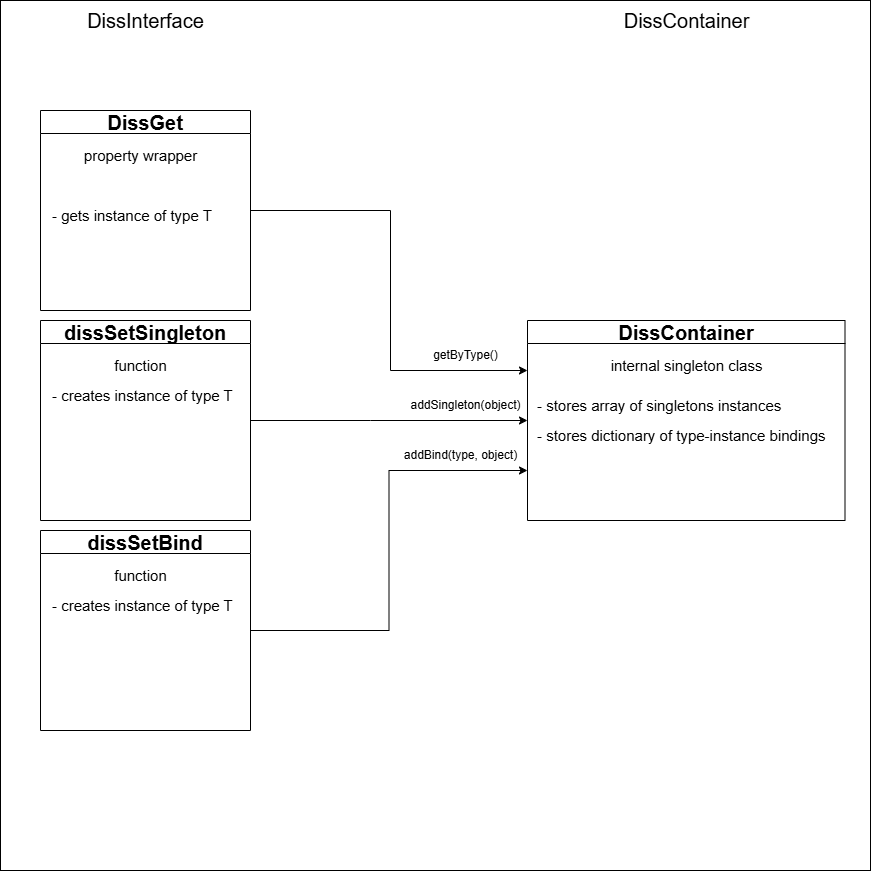 DissInterface
DissContainer
DissGet
property wrapper
- gets instance of type T
dissSetSingleton
function
- creates instance of type T
dissSetBind
function
- creates instance of type T
getByType()
addSingleton(object)
addBind(type, object)
DissContainer
internal singleton class
- stores array of singletons instances
- stores dictionary of type-instance bindings